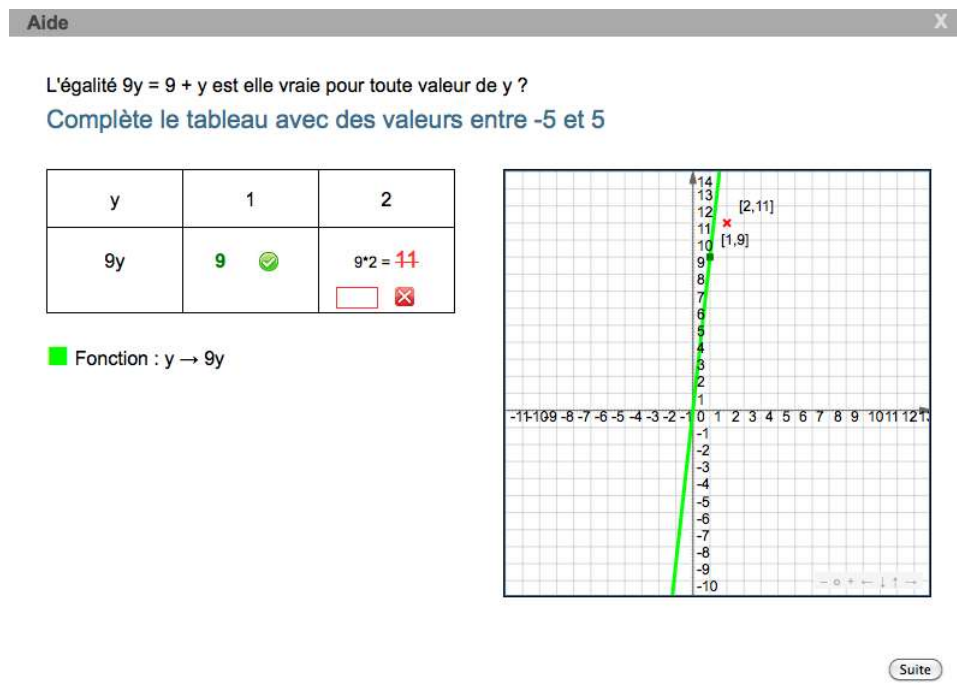 Aide X
L'égalité 9y = 9 + y est elle vraie pour toute valeur de y ?
Complète le tableau avec des valeurs entre -5 et 5
y 1 2
9y 9 9*2 = 11
Fonction : y → 9y
14
13
12
[2,11]
11
[1,9]
10
9
8
7
6
5
4
3
2
1
-11-10-9 -8 -7 -6 -5 -4 -3 -2 -1 0 1 2 3 4 5 6 7 8 9 10 11 12 13
-1
-2
-3
-4
-5
-6
-7
-8
-9
-10
− o + ← ↓ ↑ →
Suite